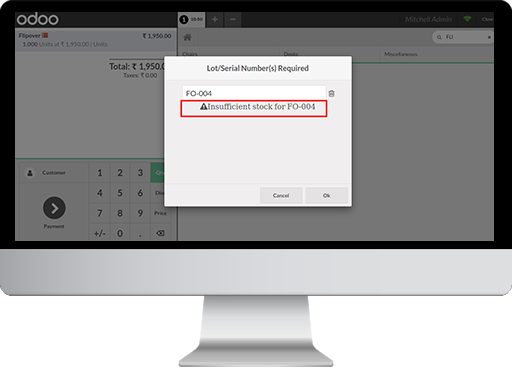 odoo
1 10:50
+
-
Mitchell Admin
Close
Flipover
₹ 1,950.00
1.000 Units at ₹ 1,950.00 / Units
FLI
Total: ₹ 1,950.0
Taxes: ₹ 0.00
Chairs
Desks
Miscellaneous
Lot/Serial Number(s) Required
FO-004
Insufficient stock for FO-004
Cancel
Ok
Customer
1
2
3
Qty
4
5
6
Disc
Payment
7
8
9
Price
+/-
0
.